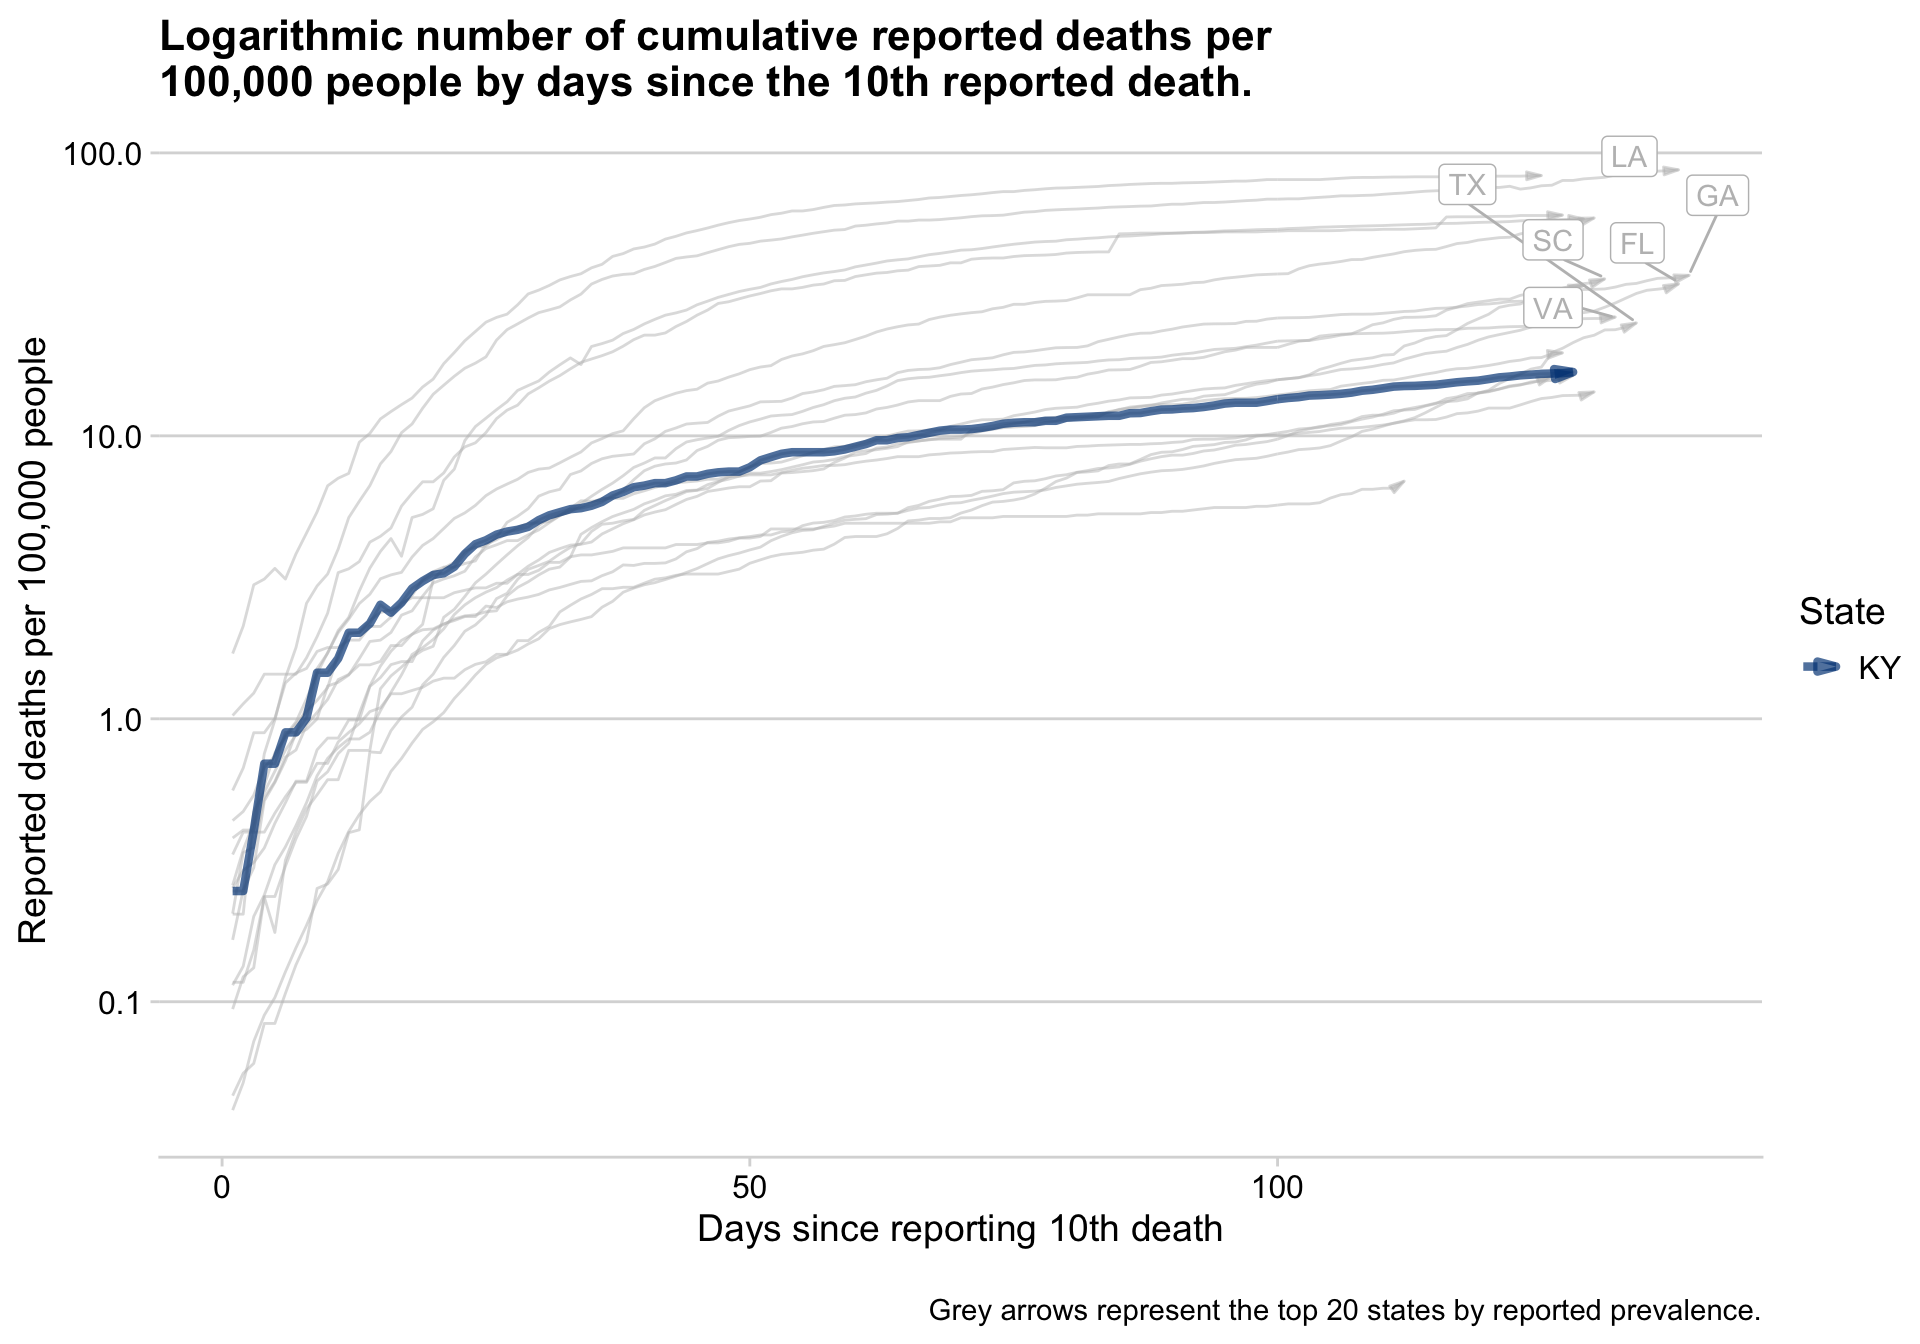 Logarithmic number of cumulative reported deaths per
100,000 people by days since the 10th reported death.
Reported deaths per 100,000 people
100.0
10.0
1.0
0.1
LA
TX
GA
SC
FL
VA
State
KY
0
50
100
Days since reporting 10th death
Grey arrows represent the top 20 states by reported prevalence.